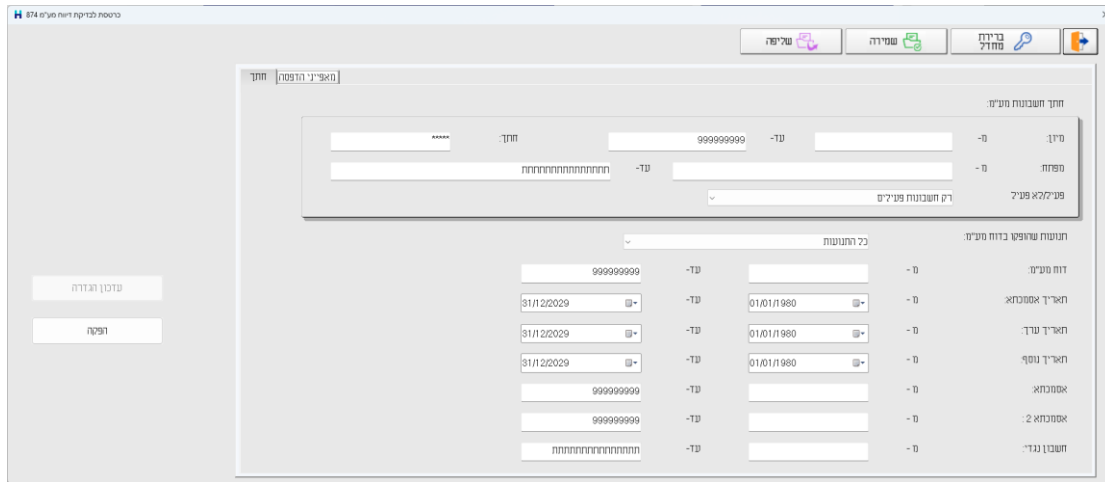 כרטסת לבדיקת דיווח מע"מ 874
ברירת מחדל
שמירה
שליפה
חתך מאפייני הדפסה
חתך חשבונות מע"מ:
מיון: מ- עד- 999999999 חתך: *****
מפתח: מ - עד- תתתתתתתתתתתתתתת
פעיל/לא פעיל רק חשבונות פעילים
תנועות שהופקו בדוח מע"מ: כל התנועות
דוח מע"מ: מ - עד- 999999999
תאריך אסמכתא: מ - 01/01/1980 עד- 31/12/2029
תאריך ערך: מ - 01/01/1980 עד- 31/12/2029
תאריך נוסף: מ - 01/01/1980 עד- 31/12/2029
אסמכתא: מ - עד- 999999999
אסמכתא 2 : מ - עד- 999999999
חשבון נגדי: מ - עד- תתתתתתתתתתתתתתת
עדכון הגדרה
הפקה